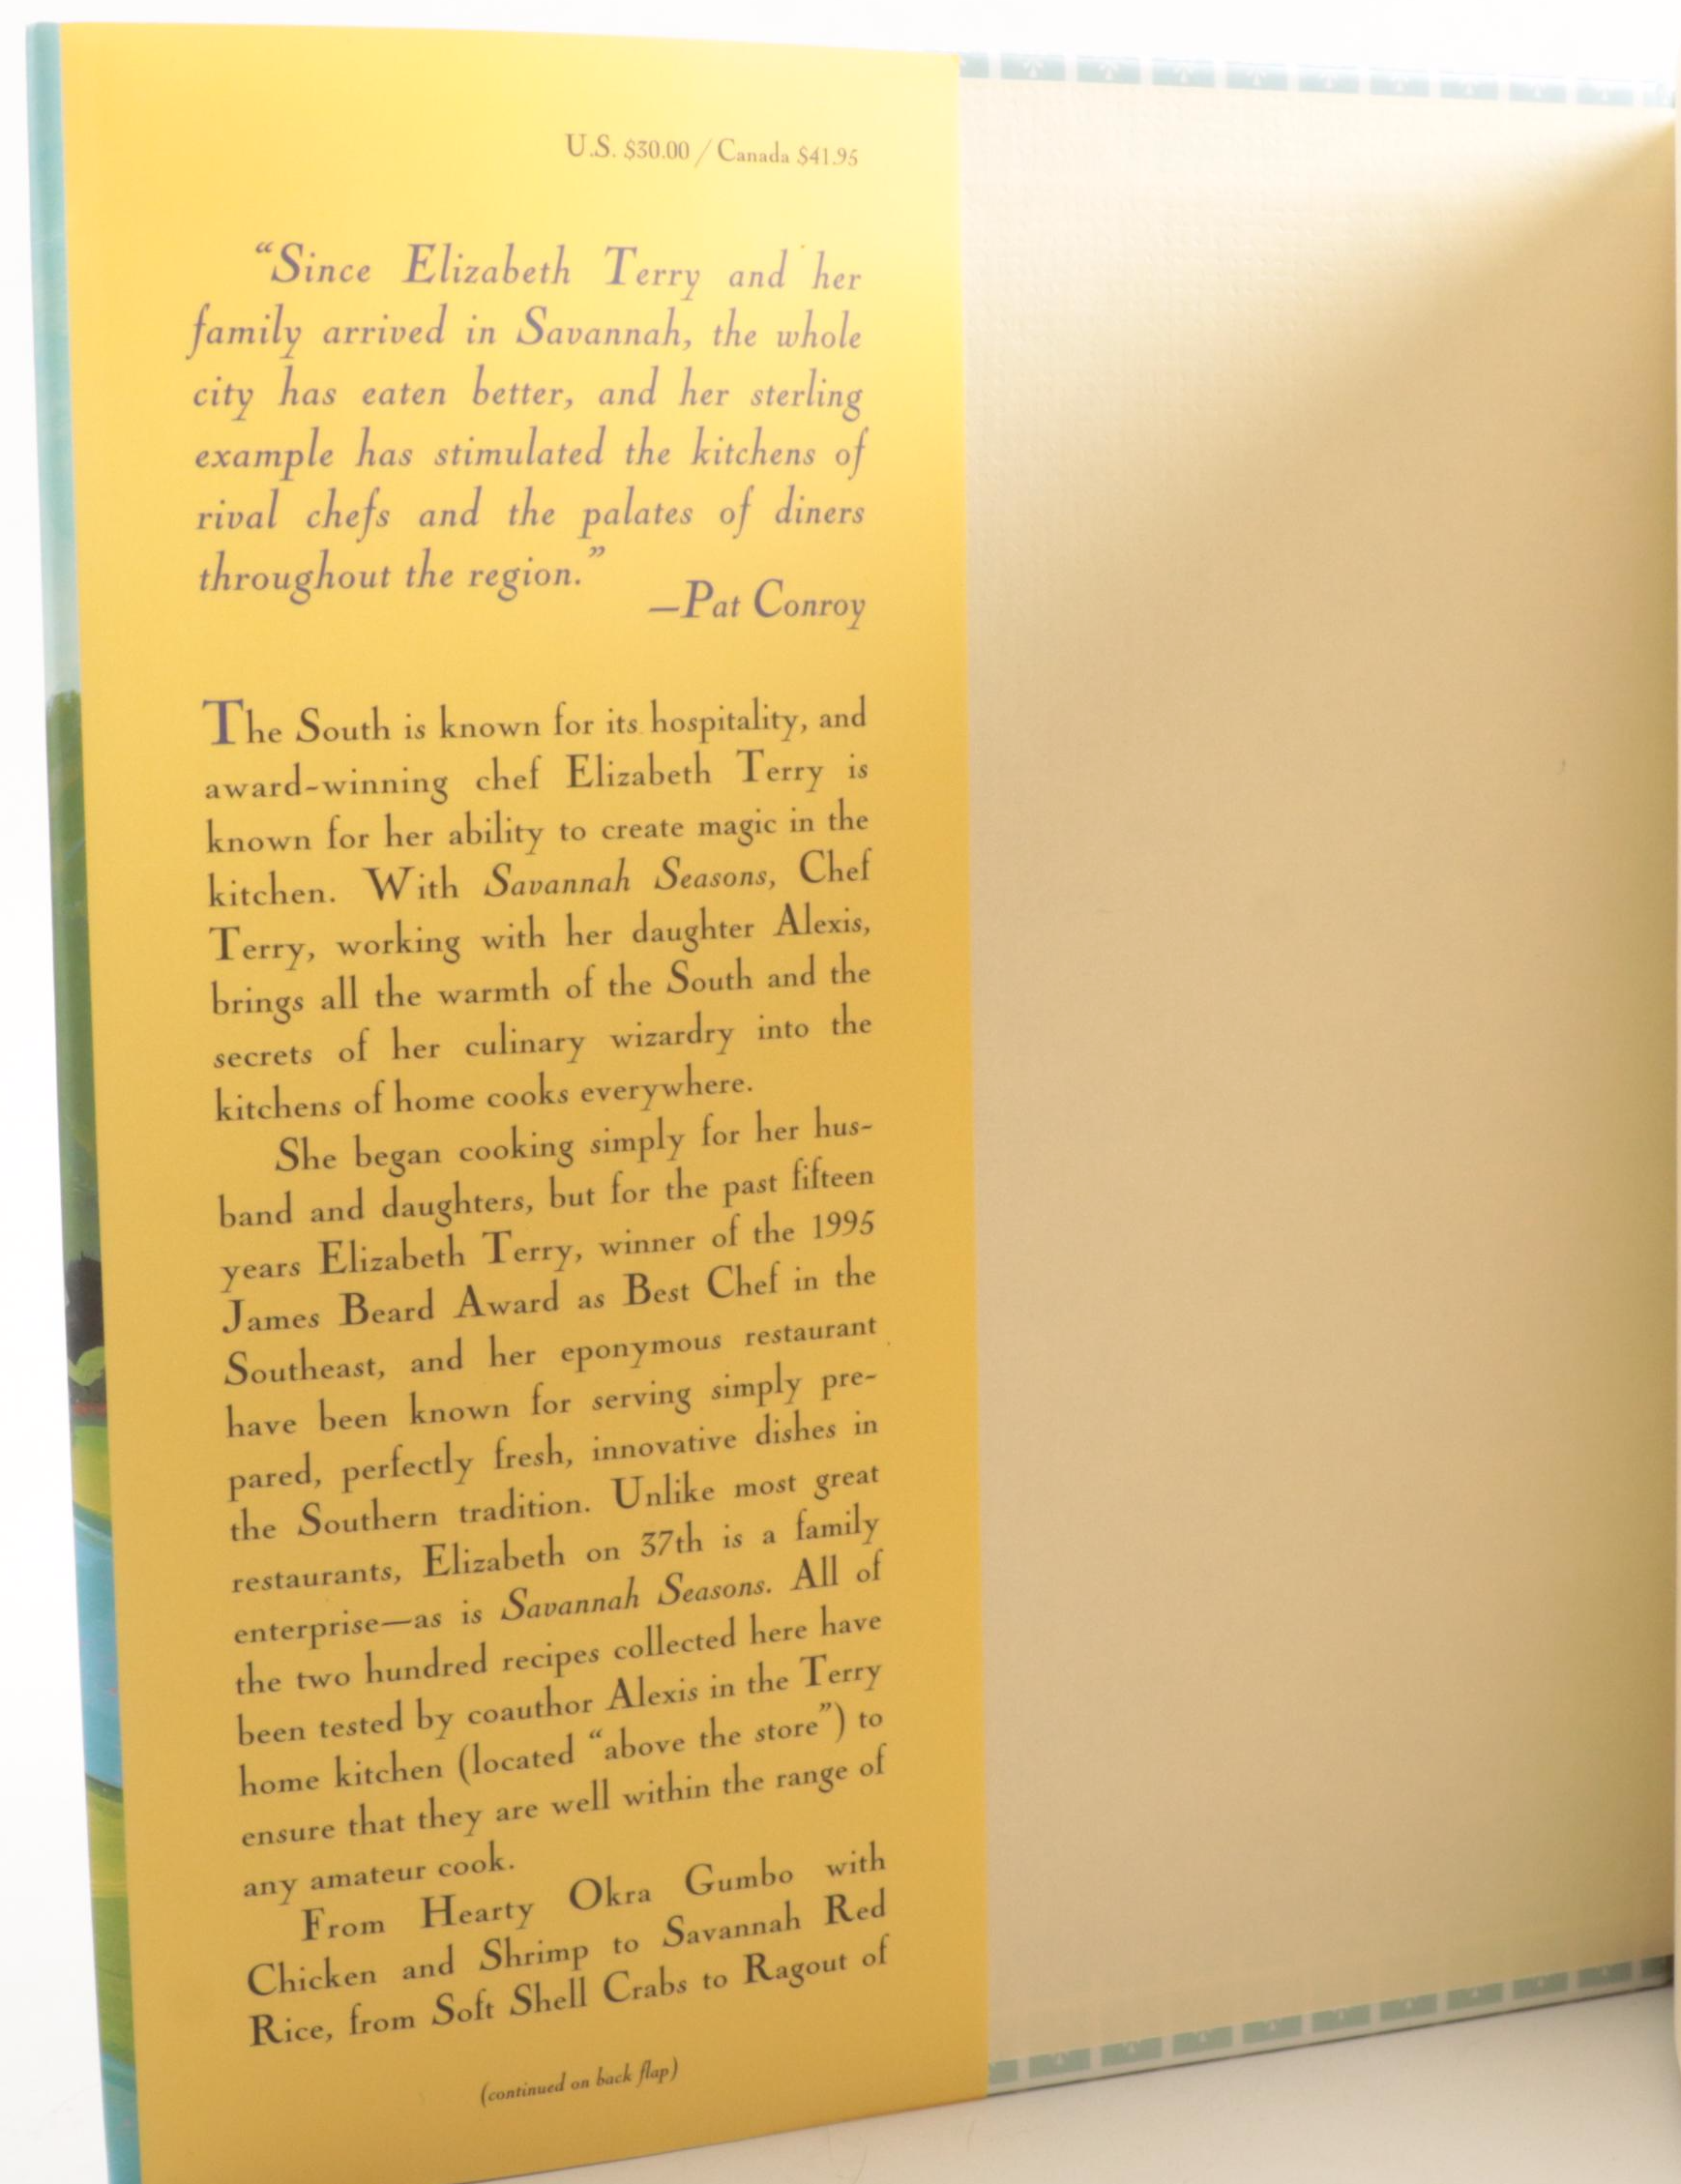 U.S. $30.00 / Canada $41.95
“Since Elizabeth Terry and her
family arrived in Savannah, the whole
city has eaten better, and her sterling
example has stimulated the kitchens of
rival chefs and the palates of diners
throughout the region.”
—Pat Conroy
The South is known for its hospitality, and
award-winning chef Elizabeth Terry is
known for her ability to create magic in the
kitchen. With Savannah Seasons, Chef
Terry, working with her daughter Alexis,
brings all the warmth of the South and the
secrets of her culinary wizardry into the
kitchens of home cooks everywhere.
She began cooking simply for her hus-
band and daughters, but for the past fifteen
years Elizabeth Terry, winner of the 1995
James Beard Award as Best Chef in the
Southeast, and her eponymous restaurant
have been known for serving simply pre-
pared, perfectly fresh, innovative dishes in
the Southern tradition. Unlike most great
restaurants, Elizabeth on 37th is a family
enterprise—as is Savannah Seasons. All of
the two hundred recipes collected here have
been tested by coauthor Alexis in the Terry
home kitchen (located “above the store”) to
ensure that they are well within the range of
any amateur cook.
From Hearty Okra Gumbo with
Chicken and Shrimp to Savannah Red
Rice, from Soft Shell Crabs to Ragout of
(continued on back flap)